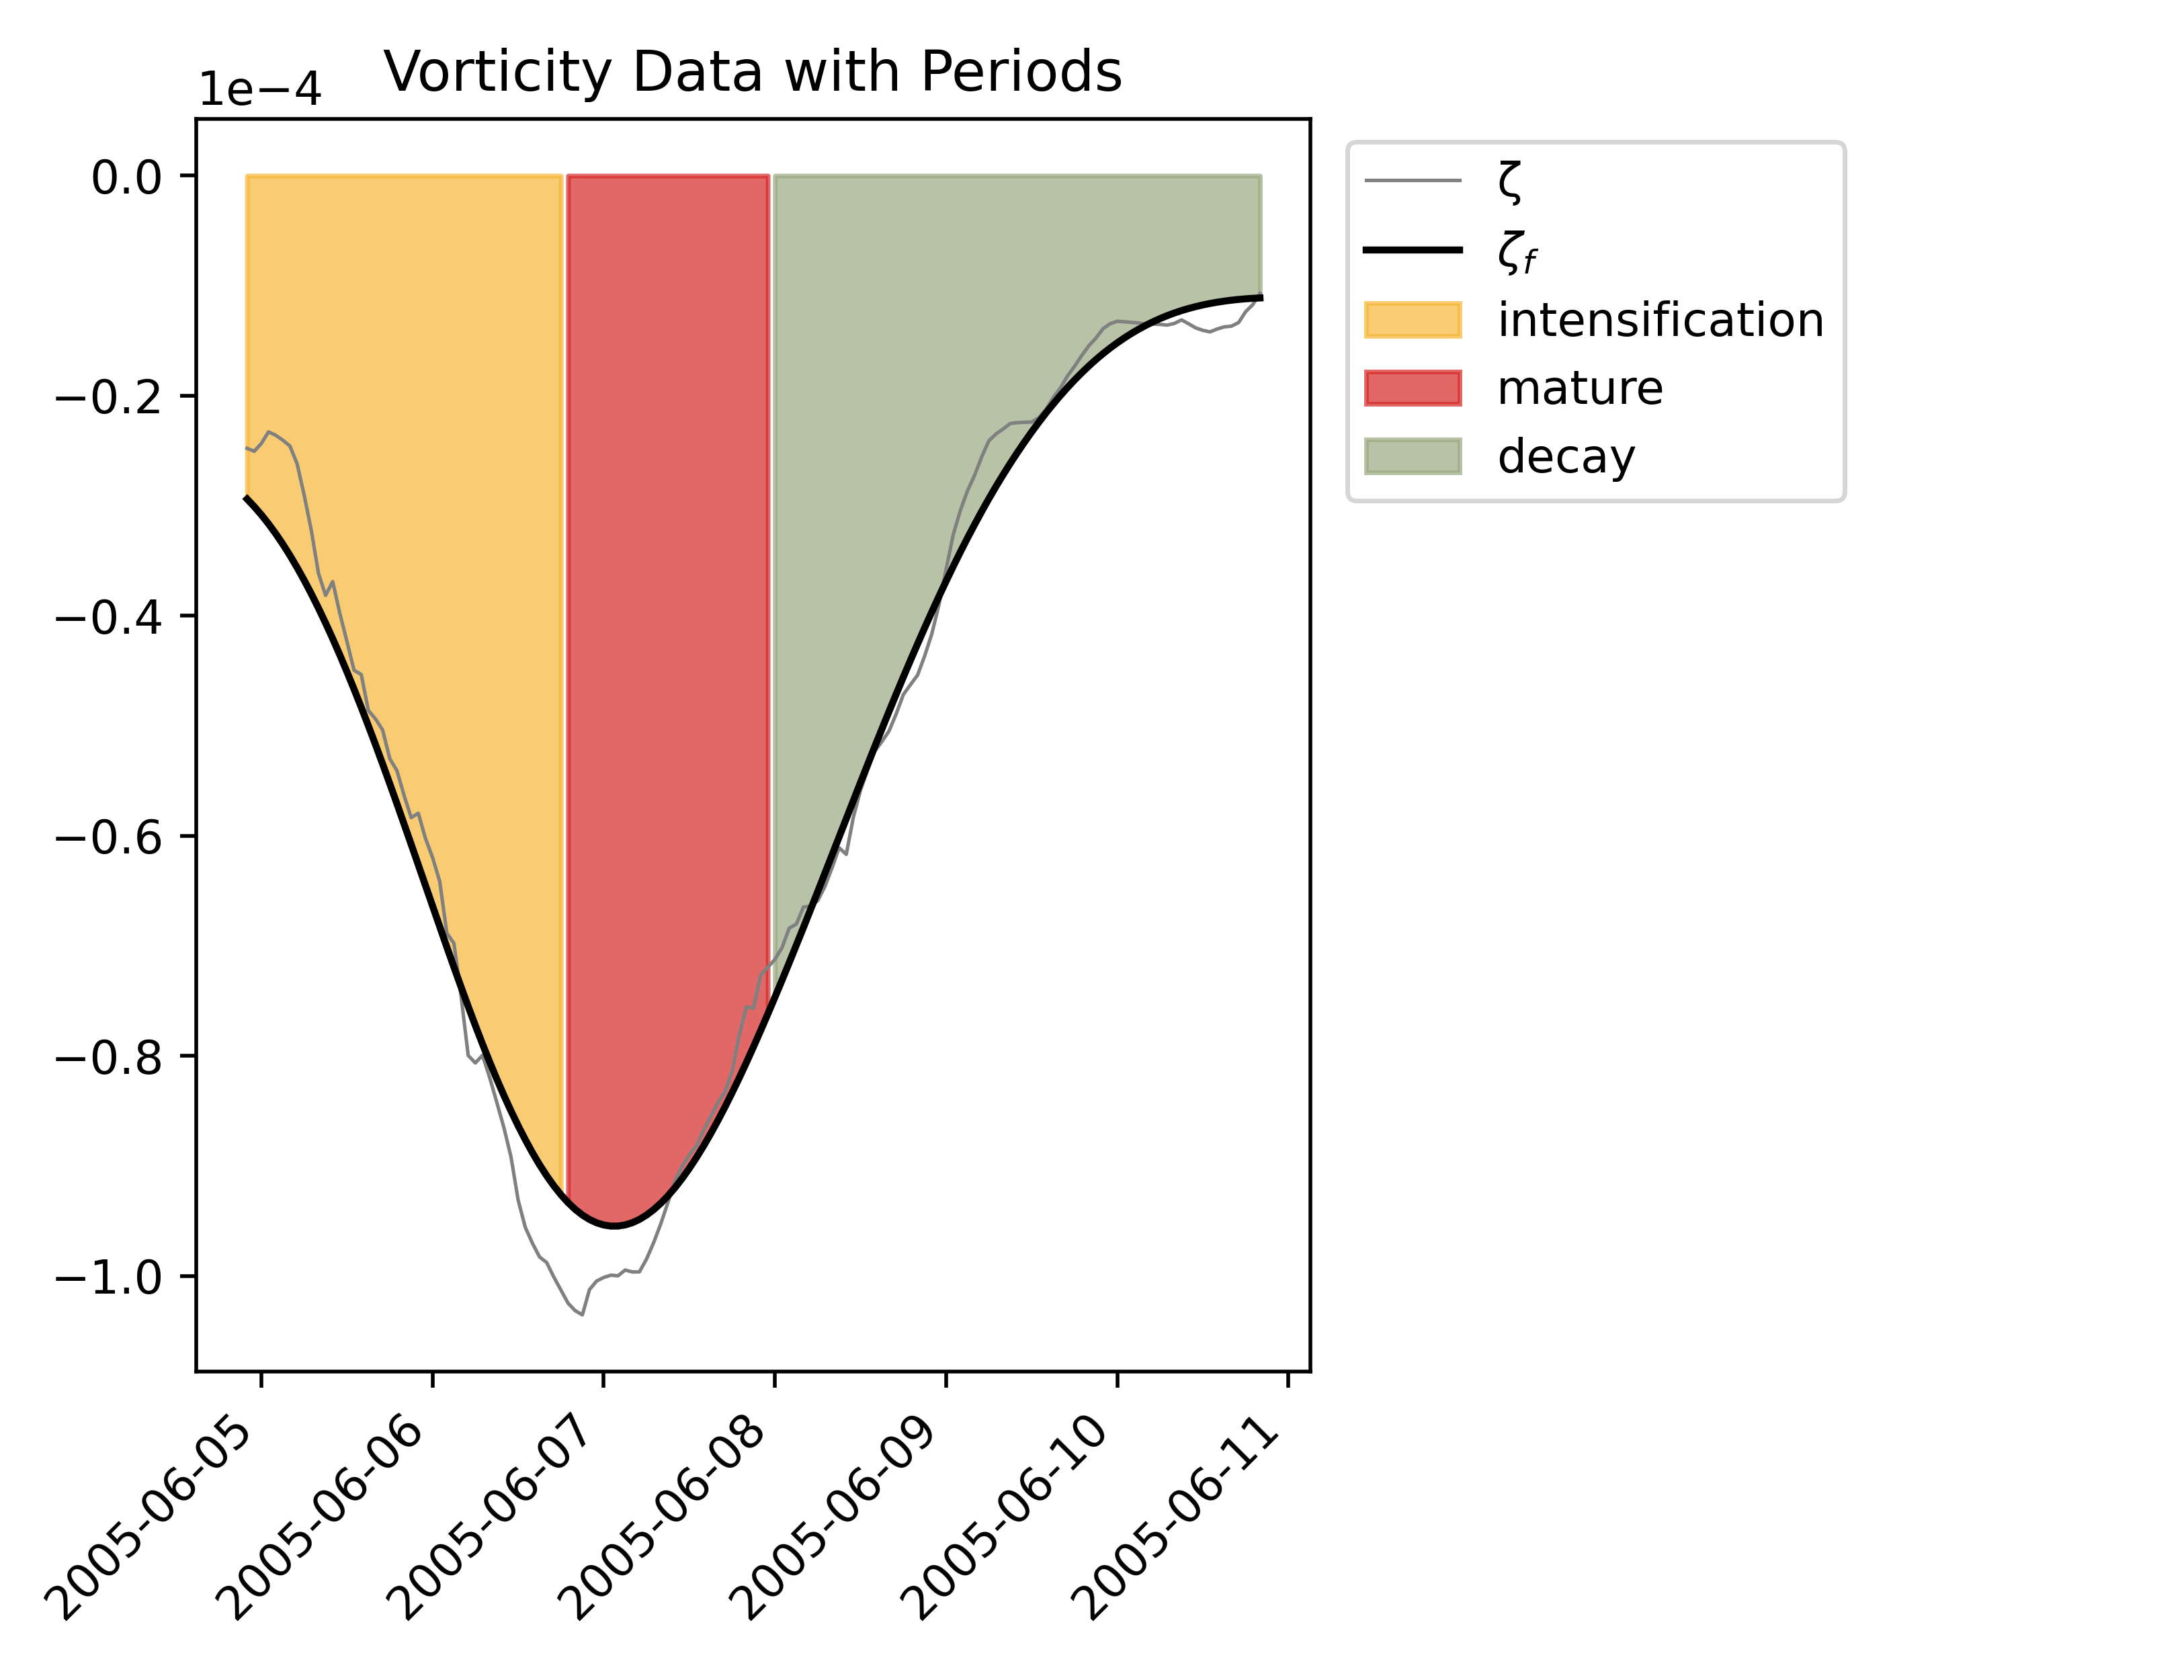 Vorticity Data with Periods
1e−4
0.0
−0.2
−0.4
−0.6
−0.8
−1.0
2005-06-05
2005-06-06
2005-06-07
2005-06-08
2005-06-09
2005-06-10
2005-06-11
ζ
ζf
intensification
mature
decay